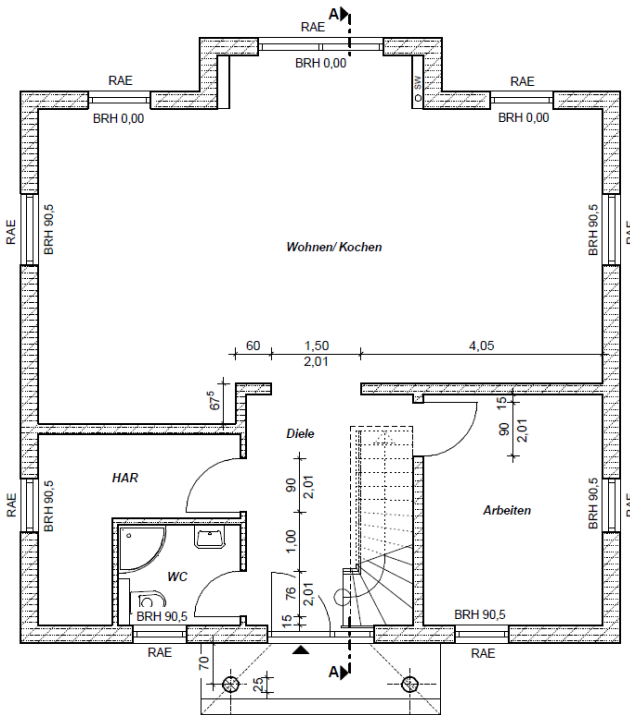 A
RAE
BRH 0,00
SW
RAE
RAE
BRH 0,00
BRH 0,00
RAE
BRH 90,5
BRH 90,5
RAE
Wohnen/ Kochen
60
1,50
4,05
2,01
67⁵
15
90
2,01
Diele
HAR
90
2,01
Arbeiten
RAE
BRH 90,5
BRH 90,5
RAE
1,00
WC
76
2,01
15
BRH 90,5
BRH 90,5
RAE
RAE
70
25
A